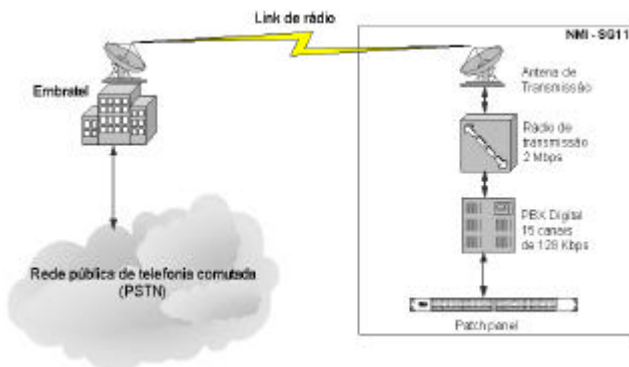 Link de rádio
NMI - SG11
Embratel
Antena de
Transmissão
Rádio de
transmissão
2 Mbps
PBX Digital
15 canais
de 128 Kbps
Rede pública de telefonia comutada
(PSTN)
Patch panel